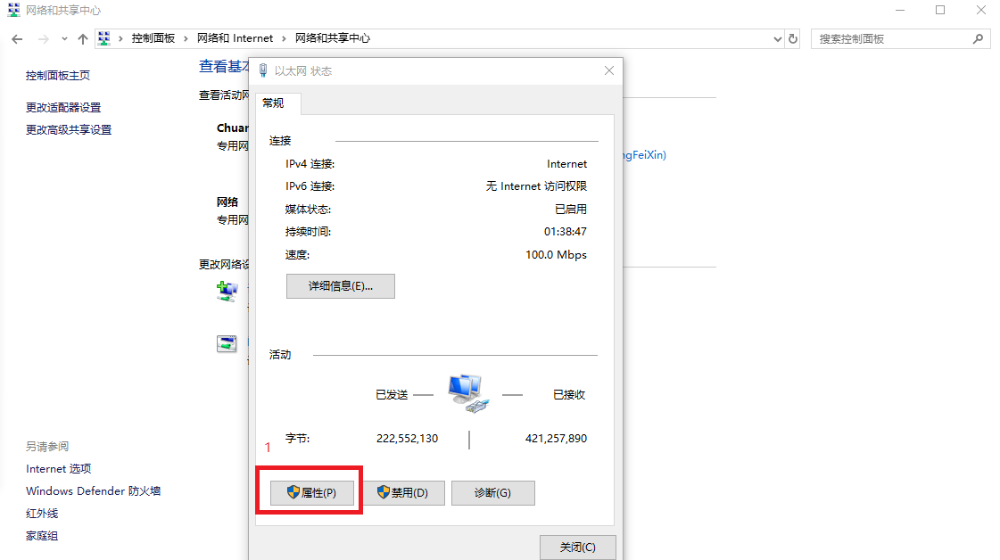 网络和共享中心
控制面板 网络和 Internet 网络和共享中心
搜索控制面板
控制面板主页
更改适配器设置
更改高级共享设置
查看基本
查看活动网
Chuan
专用网
ngFeiXin)
网络
专用网
更改网络设
以太网 状态
常规
连接
IPv4 连接: Internet
IPv6 连接: 无 Internet 访问权限
媒体状态: 已启用
持续时间: 01:38:47
速度: 100.0 Mbps
详细信息(E)...
活动
已发送 已接收
字节: 222,552,130 421,257,890
1
属性(P) 禁用(D) 诊断(G)
关闭(C)
另请参阅
Internet 选项
Windows Defender 防火墙
红外线
家庭组